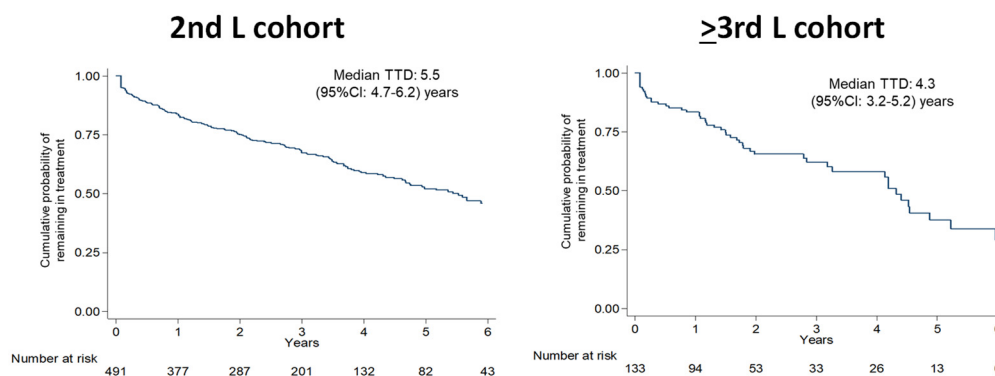 2nd L cohort
Median TTD: 5.5
(95%CI: 4.7-6.2) years
Cumulative probability of
remaining in treatment
1.00
0.75
0.50
0.25
0.00
0 1 2 3 4 5 6
Years
Number at risk
491 377 287 201 132 82 43
>3rd L cohort
Median TTD: 4.3
(95%CI: 3.2-5.2) years
Cumulative probability of
remaining in treatment
1.00
0.75
0.50
0.25
0.00
0 1 2 3 4 5
Years
Number at risk
133 94 53 33 26 13